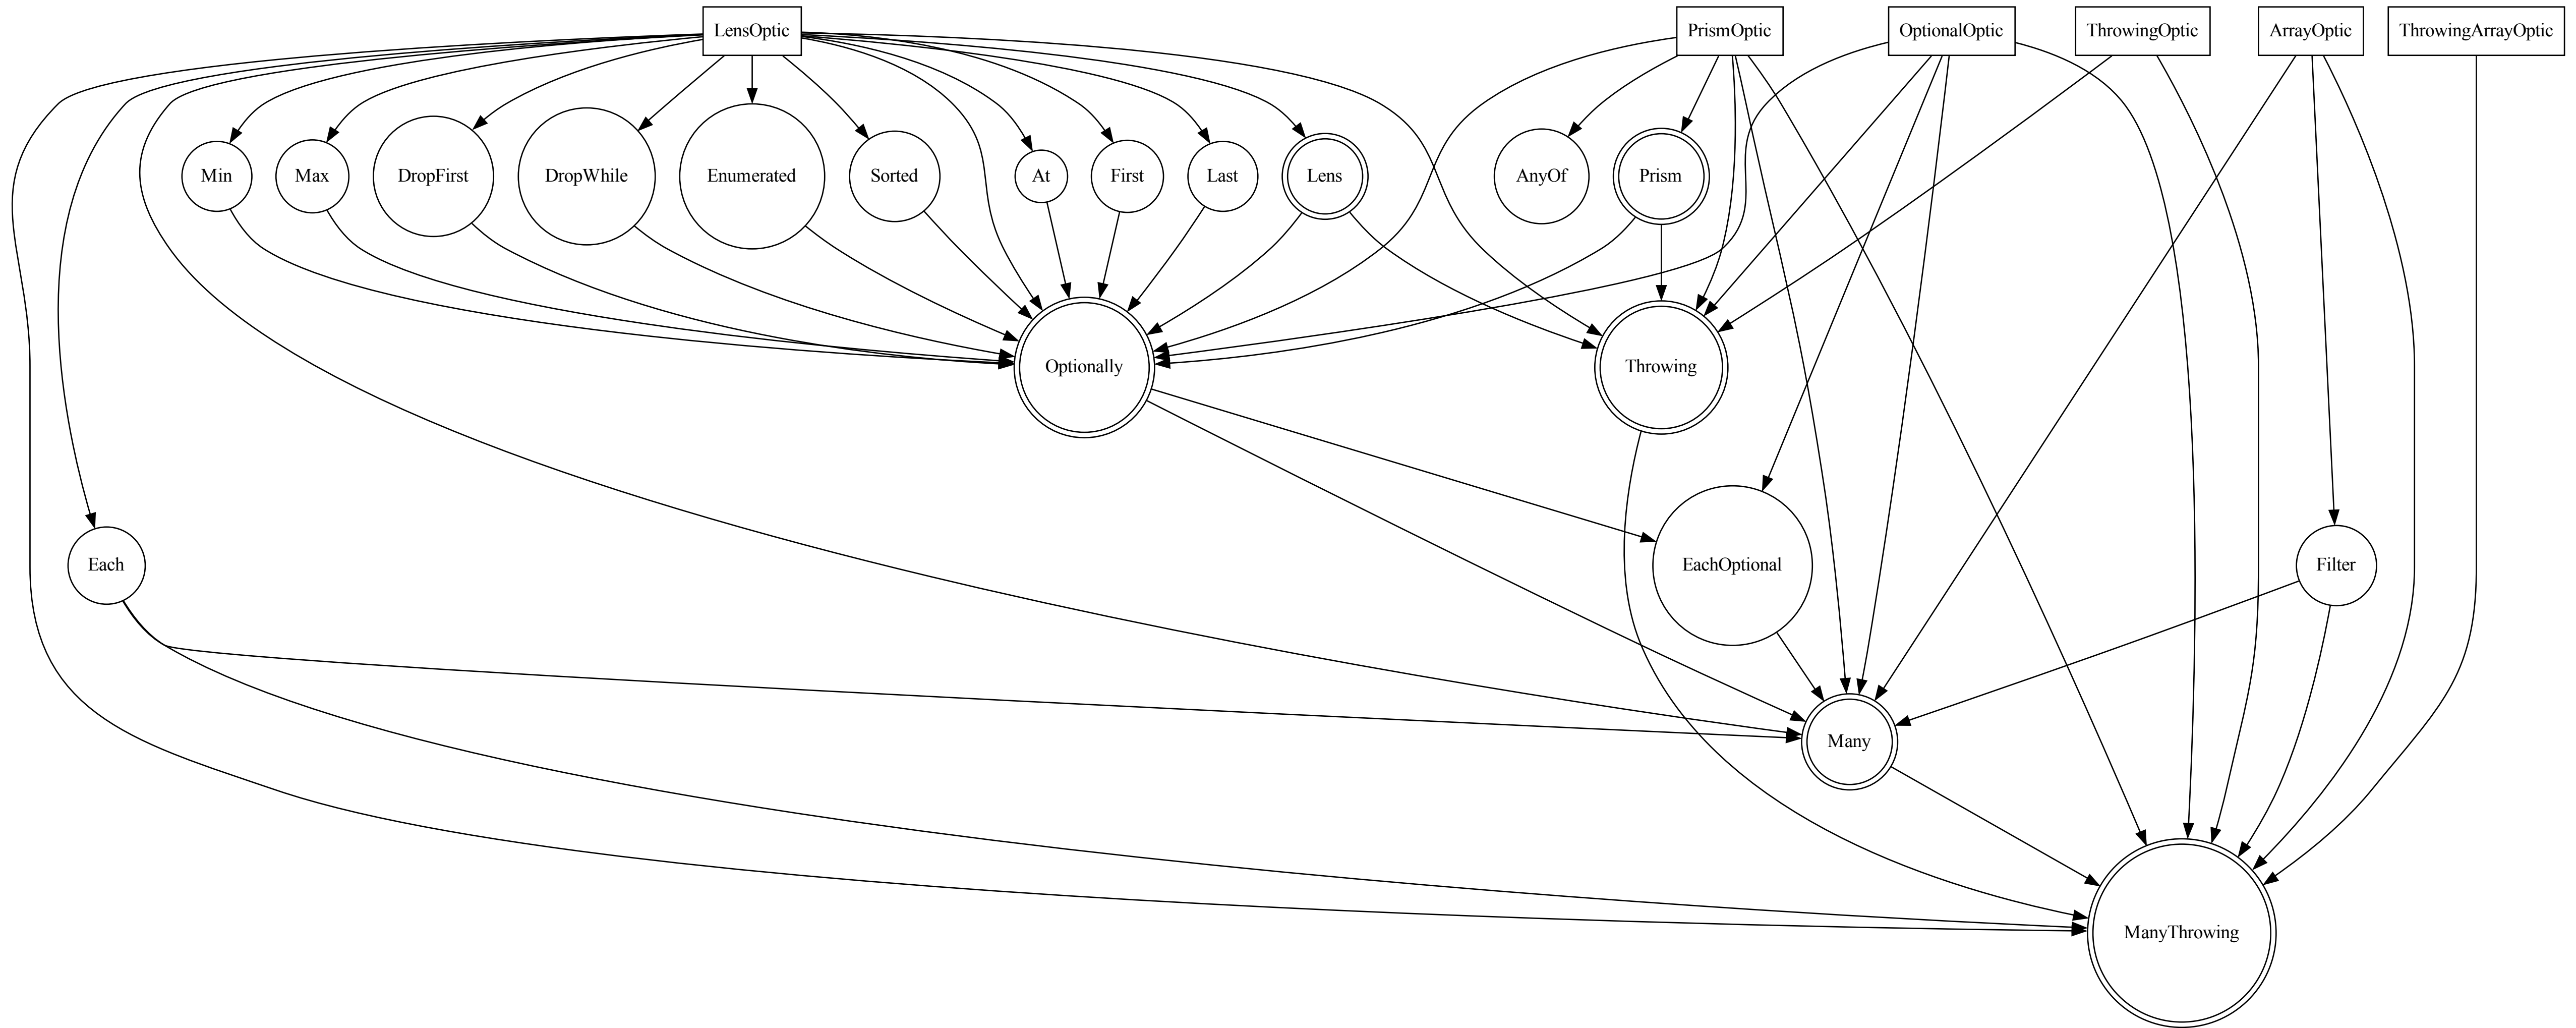 LensOptic
PrismOptic
OptionalOptic
ThrowingOptic
ArrayOptic
ThrowingArrayOptic
Min
Max
DropFirst
DropWhile
Enumerated
Sorted
At
First
Last
Lens
AnyOf
Prism
Optionally
Throwing
Each
EachOptional
Filter
Many
ManyThrowing